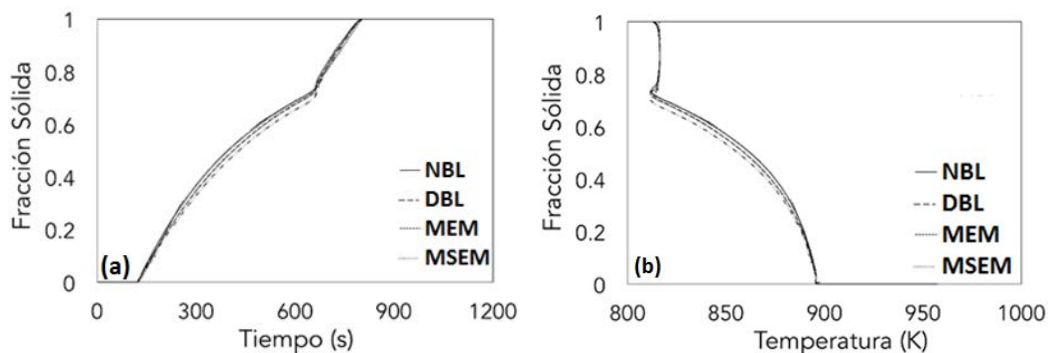 Fracción Sólida
1
0.8
0.6
0.4
0.2
0
NBL
DBL
MEM
MSEM
(a)
0 300 600 900 1200
Tiempo (s)
Fracción Sólida
1
0.8
0.6
0.4
0.2
0
NBL
DBL
MEM
MSEM
(b)
800 850 900 950 1000
Temperatura (K)